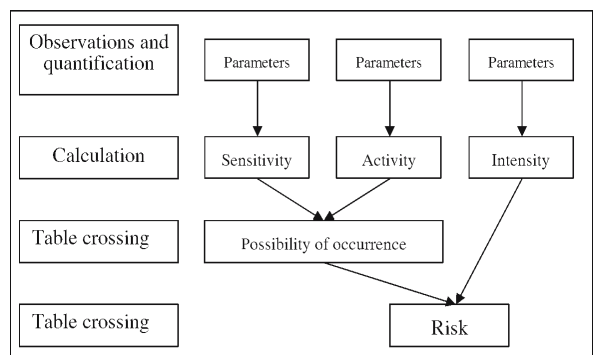 Observations and
quantification
Parameters
Parameters
Parameters
Calculation
Sensitivity
Activity
Intensity
Table crossing
Possibility of occurrence
Table crossing
Risk